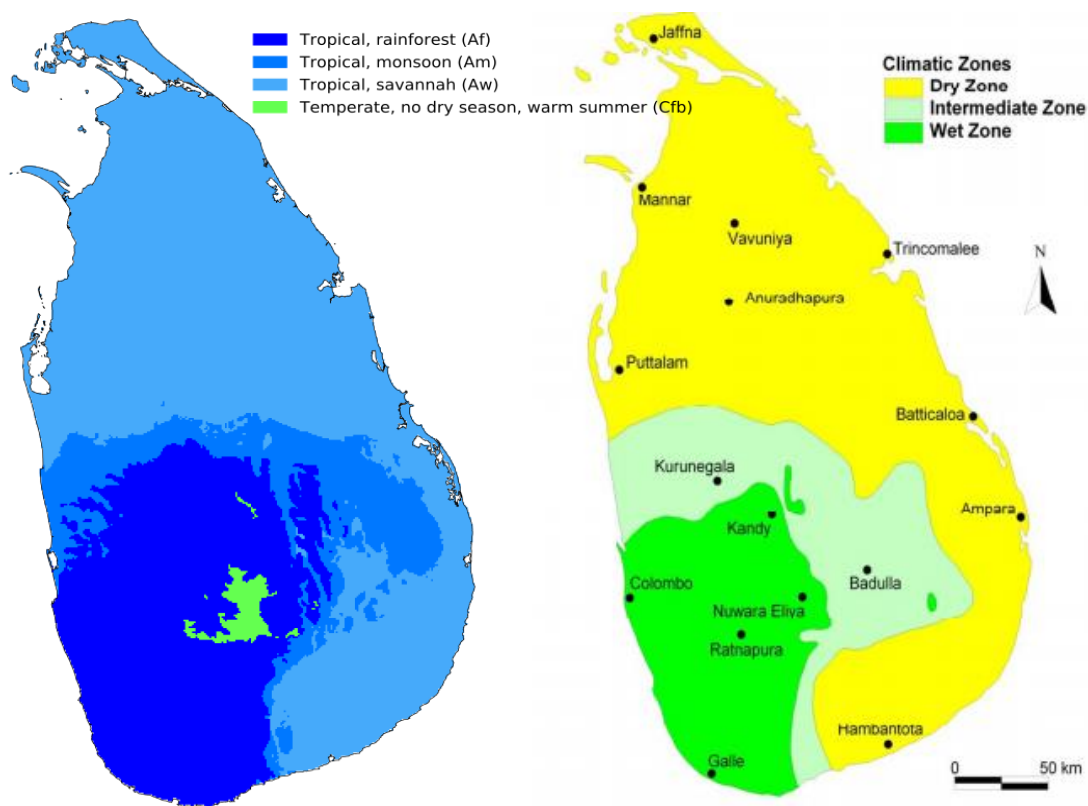 Tropical, rainforest (Af)
Tropical, monsoon (Am)
Tropical, savannah (Aw)
Temperate, no dry season, warm summer (Cfb)
Climatic Zones
Dry Zone
Intermediate Zone
Wet Zone
Jaffna
Mannar
Vavuniya
Trincomalee
N
Anuradhapura
Puttalam
Batticaloa
Kurunegala
Ampara
Kandy
Badulla
Colombo
Nuwara Eliva
Ratnapura
Hambantota
Galle
0 50 km